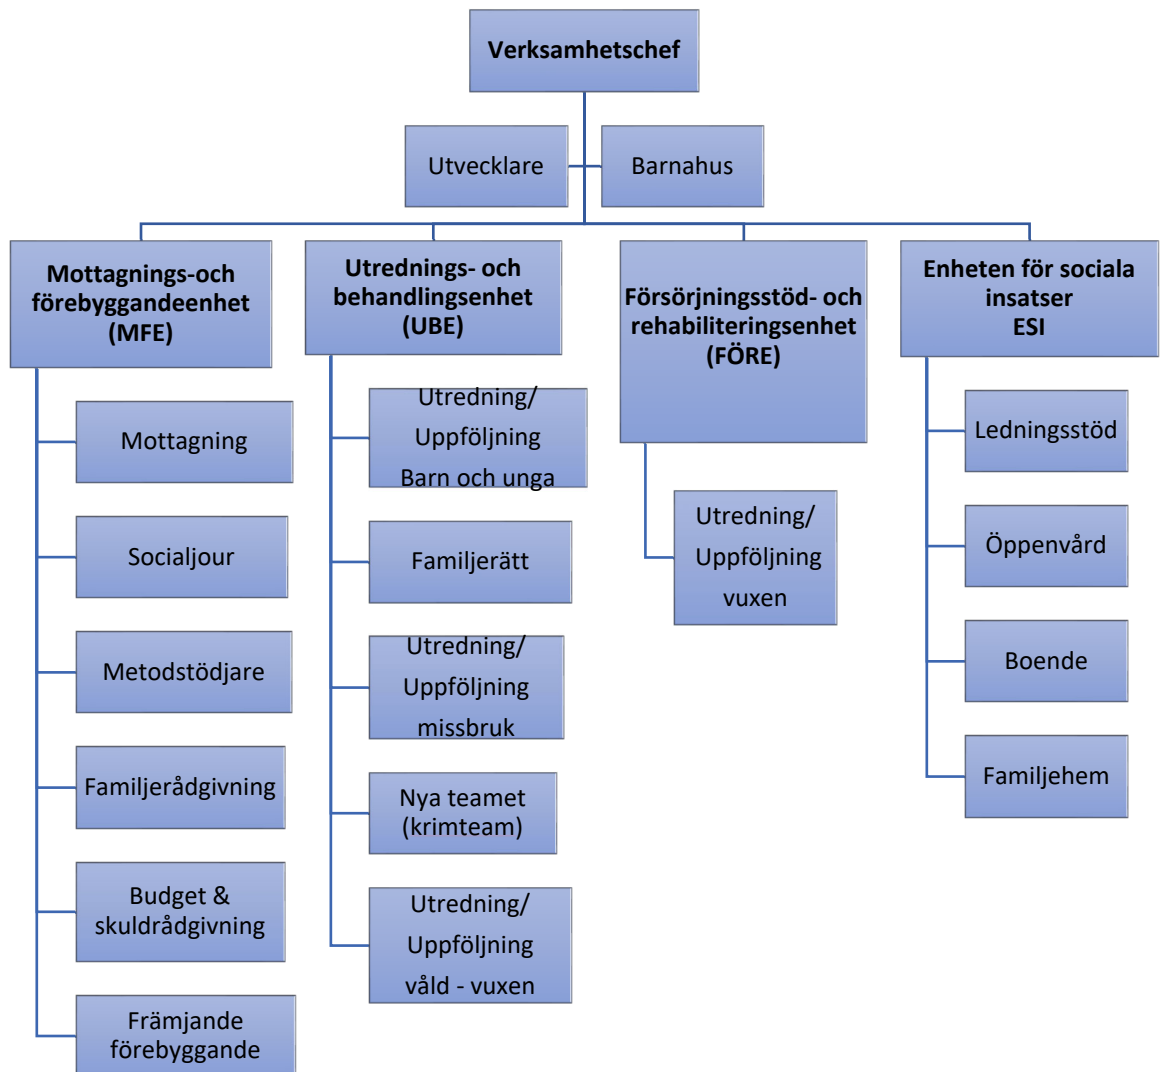 Verksamhetschef
Utvecklare
Barnahus
Mottagnings-och
förebyggandeenhet
(MFE)
Mottagning
Socialjour
Metodstödjare
Familjerådgivning
Budget &
skuldrådgivning
Främjande
förebyggande
Utrednings- och
behandlingsenhet
(UBE)
Utredning/
Uppföljning
Barn och unga
Familjerätt
Utredning/
Uppföljning
missbruk
Nya teamet
(krimteam)
Utredning/
Uppföljning
våld - vuxen
Försörjningsstöd- och
rehabiliteringsenhet
(FÖRE)
Utredning/
Uppföljning
vuxen
Enheten för sociala
insatser
ESI
Ledningsstöd
Öppenvård
Boende
Familjehem